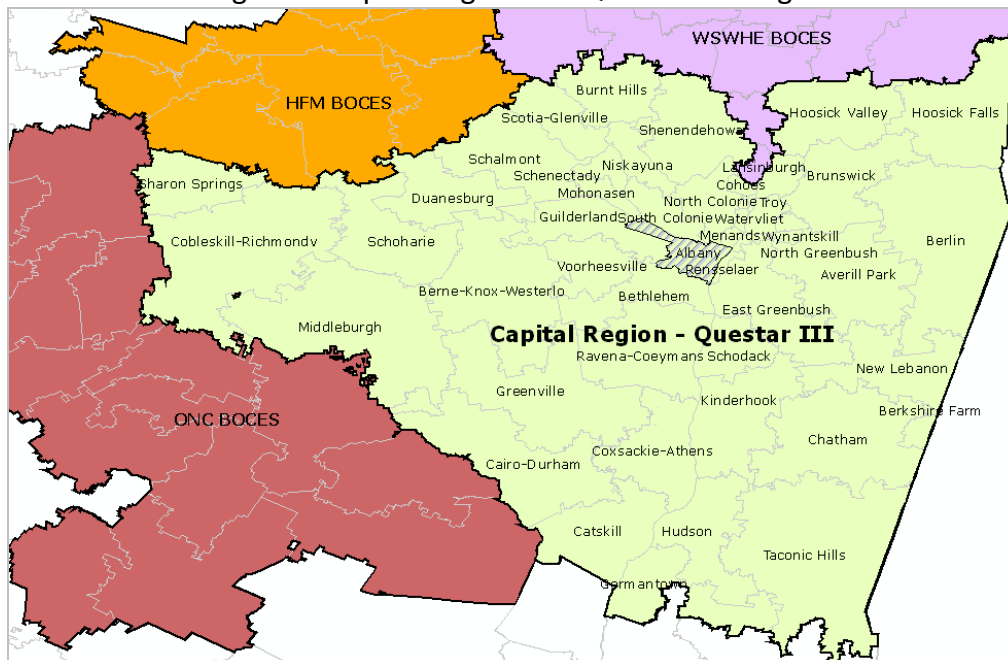 WSWHE BOCES
HFM BOCES
Burnt Hills
Scotia-Glenville
Hoosick Valley
Hoosick Falls
Shenendehowa
Schalmont
Niskayuna
Lansinburgh
Schenectady
Brunswick
Sharon Springs
Cohoes
Mohonasen
Duanesburg
North Colonie
Troy
Guilderland
South Colonie
Watervliet
Cobleskill-Richmondv
Schoharie
Menands
Wynantskill
Berlin
Albany
North Greenbush
Voorheesville
Rensselaer
Averill Park
Berne-Knox-Westerlo
Bethlehem
East Greenbush
Middleburgh
Capital Region - Questar III
Ravena-Coeymans
Schodack
New Labanon
Greenville
Kinderhook
Berkshire Farm
ONC BOCES
Chatham
Coxsackie-Athens
Cairo-Durham
Catskill
Hudson
Taconic Hills
Germantown